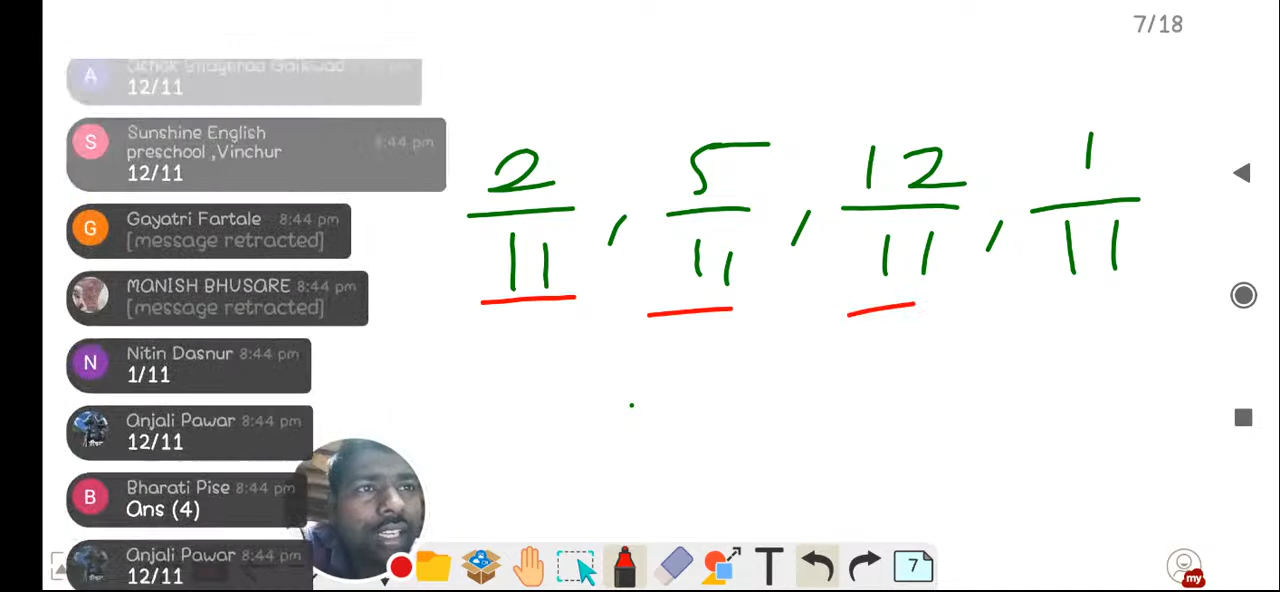 7/18
12/11
Sunshine English 8:44 pm
preschool ,Vinchur
12/11
Gayatri Fartale 8:44 pm
[message retracted]
MANISH BHUSARE 8:44 pm
[message retracted]
Nitin Dasnur 8:44 pm
1/11
Anjali Pawar 8:44 pm
12/11
Bharati Pise 8:44 pm
Ans (4)
Anjali Pawar 8:44 pm
12/11
2/11 , 5/11 , 12/11 , 1/11
T
7
my